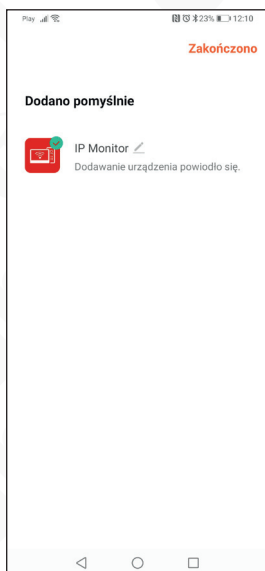 Play 23% 12:10
Zakończono
Dodano pomyślnie
IP Monitor
Dodawanie urządzenia powiodło się.